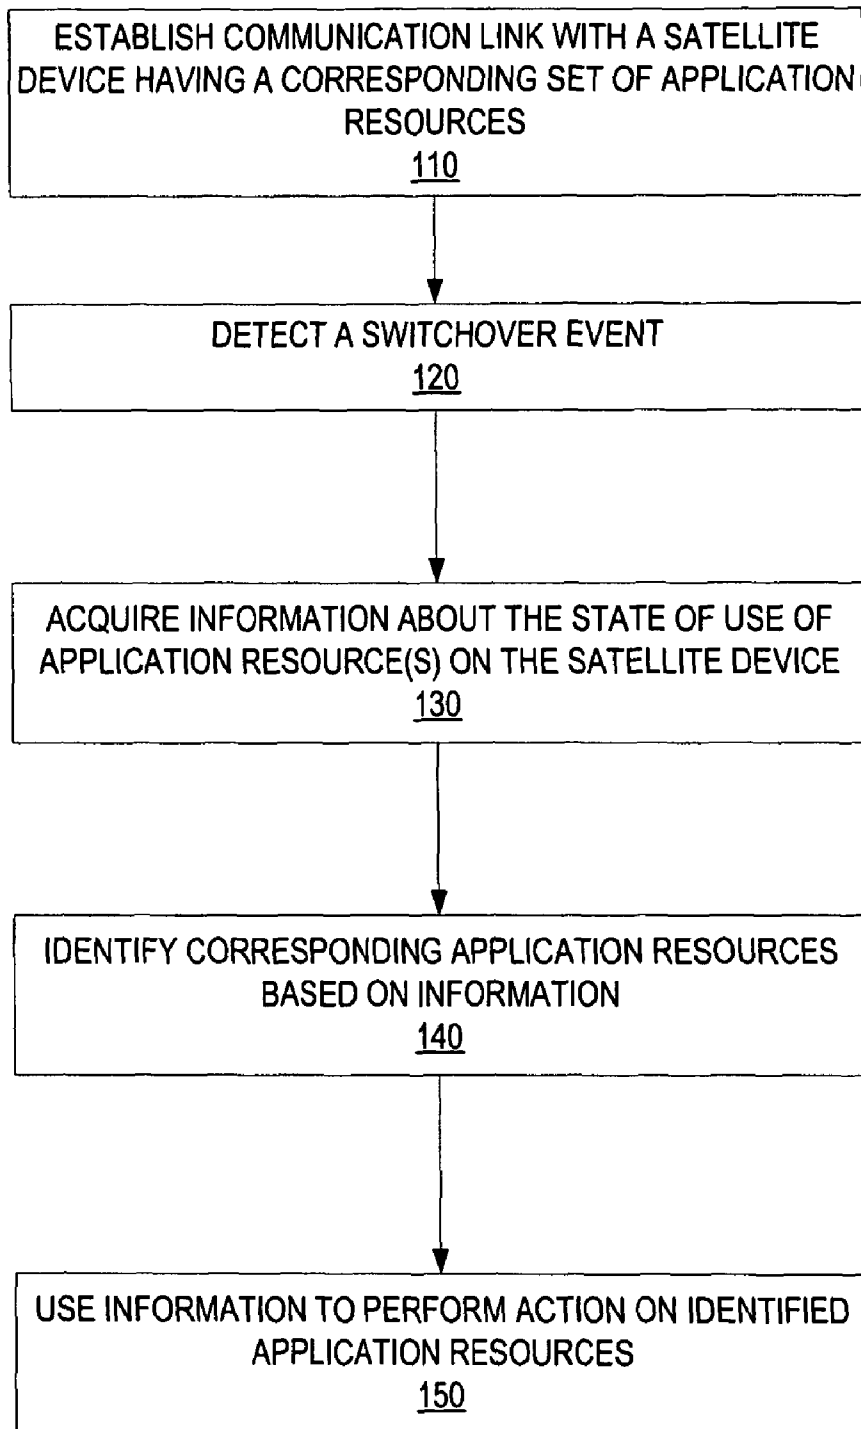 ESTABLISH COMMUNICATION LINK WITH A SATELLITE
DEVICE HAVING A CORRESPONDING SET OF APPLICATION
RESOURCES
110
DETECT A SWITCHOVER EVENT
120
ACQUIRE INFORMATION ABOUT THE STATE OF USE OF
APPLICATION RESOURCE(S) ON THE SATELLITE DEVICE
130
IDENTIFY CORRESPONDING APPLICATION RESOURCES
BASED ON INFORMATION
140
USE INFORMATION TO PERFORM ACTION ON IDENTIFIED
APPLICATION RESOURCES
150